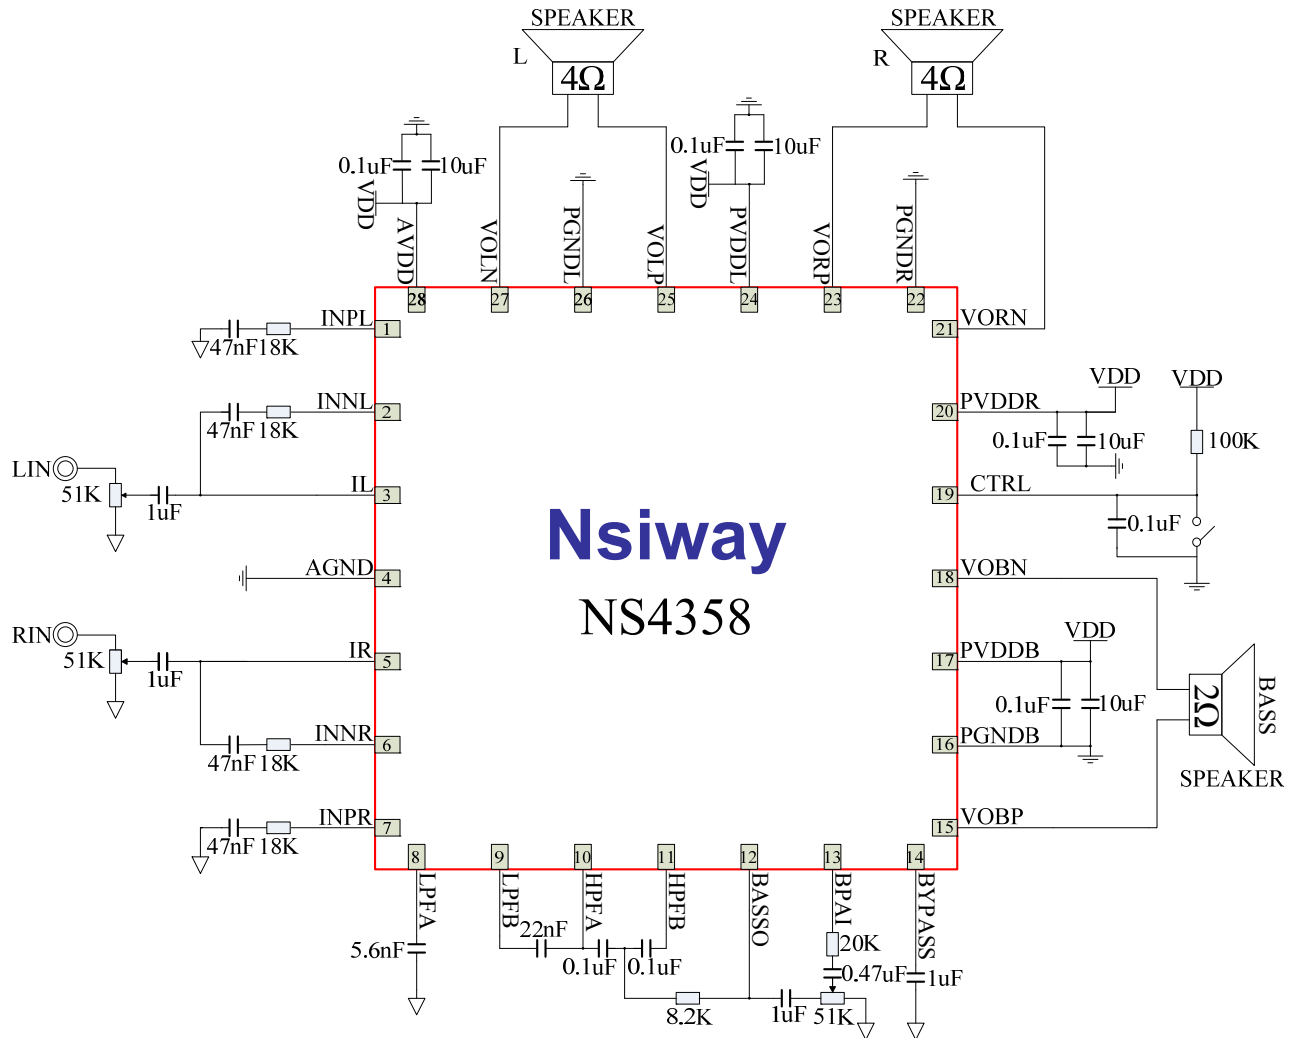 SPEAKER
SPEAKER
L
4Ω
R
4Ω
0.1uF
10uF
VDD
0.1uF
10uF
VDD
AVDD
VOLN
PGNDL
VOLP
PVDDL
VORP
PGNDR
28
27
26
25
24
23
22
INPL
1
47nF
18K
21
VORN
INNL
2
47nF
18K
20
PVDDR
VDD
VDD
0.1uF
10uF
100K
LIN
51K
1uF
IL
3
19
CTRL
0.1uF
Nsiway
NS4358
AGND
4
18
VOBN
RIN
51K
1uF
IR
5
17
PVDDB
VDD
0.1uF
10uF
2Ω
BASS
SPEAKER
INNR
6
47nF
18K
16
PGNDB
INPR
7
47nF
18K
15
VOBP
8
9
10
11
12
13
14
LPFA
LPFB
HPFA
HPFB
BASSO
BPAI
BYPASS
5.6nF
22nF
0.1uF
0.1uF
20K
0.47uF
1uF
8.2K
1uF
51K